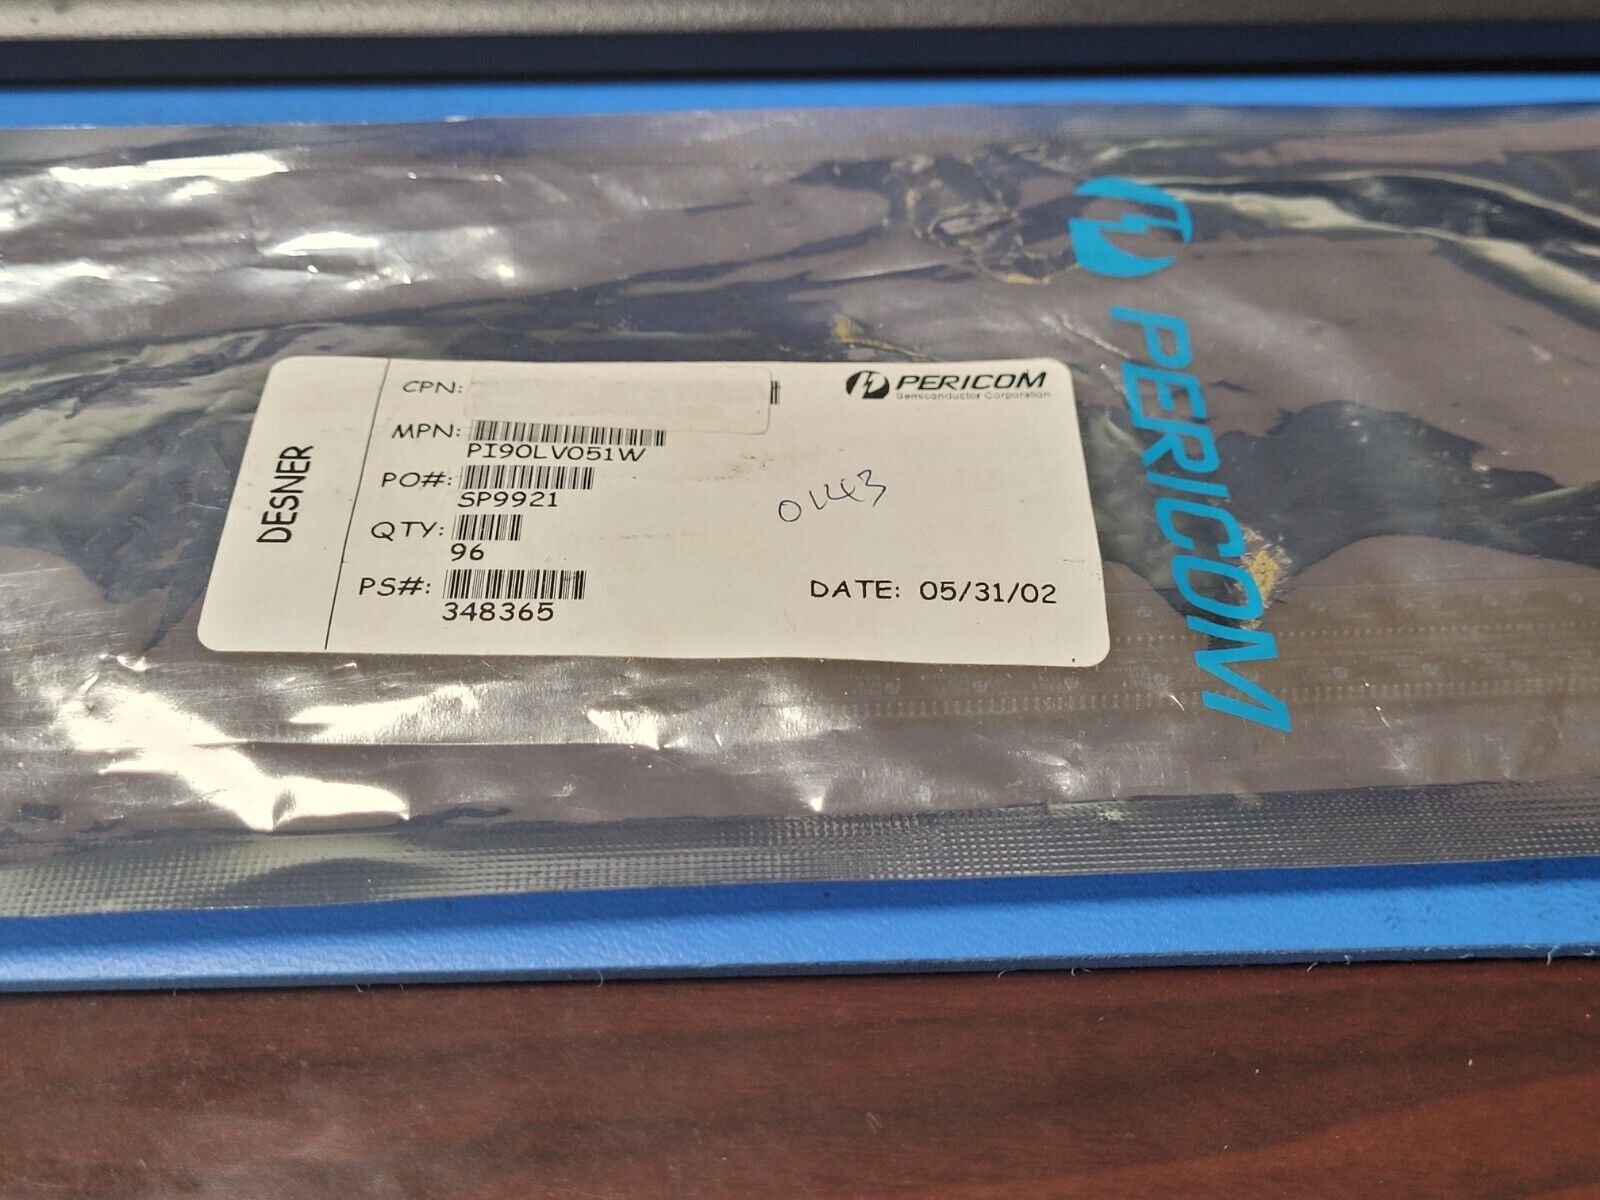 DESNER
CPN:
PERICOM
Semiconductor Corporation
MPN:
PI90LV051W
PO#:
SP9921
QTY:
96
PS#:
348365
0143
DATE: 05/31/02
PERICOM